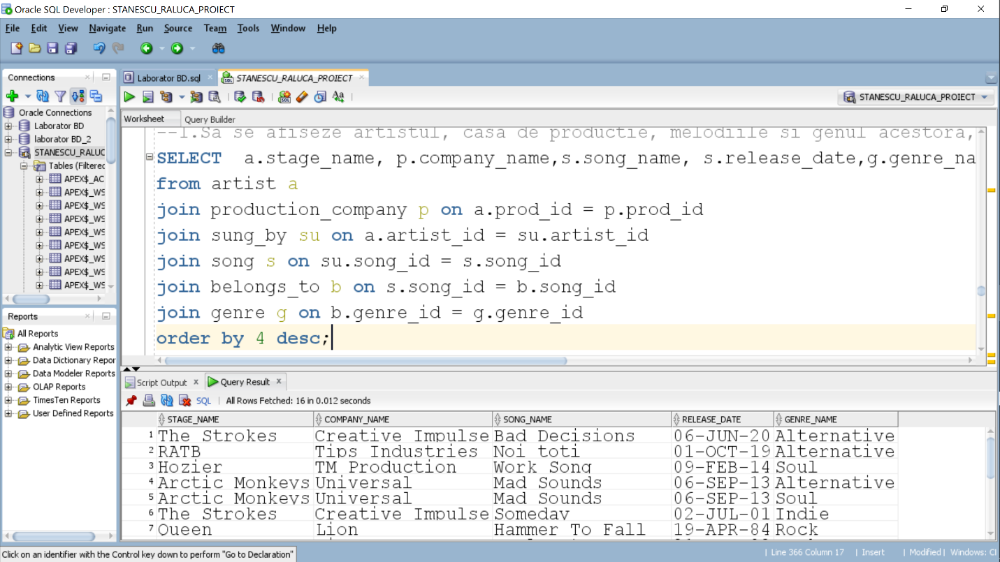 Oracle SQL Developer : STANESCU_RALUCA_PROIECT
File Edit View Navigate Run Source Team Tools Window Help
Connections
Laborator BD.sql
STANESCU_RALUCA_PROIECT
STANESCU_RALUCA_PROIECT
Oracle Connections
Laborator BD
laborator BD_2
STANESCU_RALUC
Tables (Filtered
APEX$_AC
APEX$_WS
APEX$_WS
APEX$_WS
APEX$_WS
APEX$_WS
APEX$_WS
APEX$_WS
APEX$_WS
Reports
All Reports
Analytic View Reports
Data Dictionary Repor
Data Modeler Reports
OLAP Reports
TimesTen Reports
User Defined Reports
Worksheet Query Builder
--1.Sa se afiseze artistul, casa de productie, melodiile si genul acestora,
SELECT a.stage_name, p.company_name,s.song_name, s.release_date,g.genre_na
from artist a
join production_company p on a.prod_id = p.prod_id
join sung_by su on a.artist_id = su.artist_id
join song s on su.song_id = s.song_id
join belongs_to b on s.song_id = b.song_id
join genre g on b.genre_id = g.genre_id
order by 4 desc;
Script Output x Query Result x
SQL | All Rows Fetched: 16 in 0.012 seconds
STAGE_NAME COMPANY_NAME SONG_NAME RELEASE_DATE GENRE_NAME
1 The Strokes Creative Impulse Bad Decisions 06-JUN-20 Alternative
2 RATB Tips Industries Noi toti 01-OCT-19 Alternative
3 Hozier TM Production Work Song 09-FEB-14 Soul
4 Arctic Monkeys Universal Mad Sounds 06-SEP-13 Alternative
5 Arctic Monkeys Universal Mad Sounds 06-SEP-13 Soul
6 The Strokes Creative Impulse Someday 02-JUL-01 Indie
7 Queen Lion Hammer To Fall 19-APR-84 Rock
Click on an identifier with the Control key down to perform "Go to Declaration"
| Line 366 Column 17 | Insert | Modified | Windows: Cl